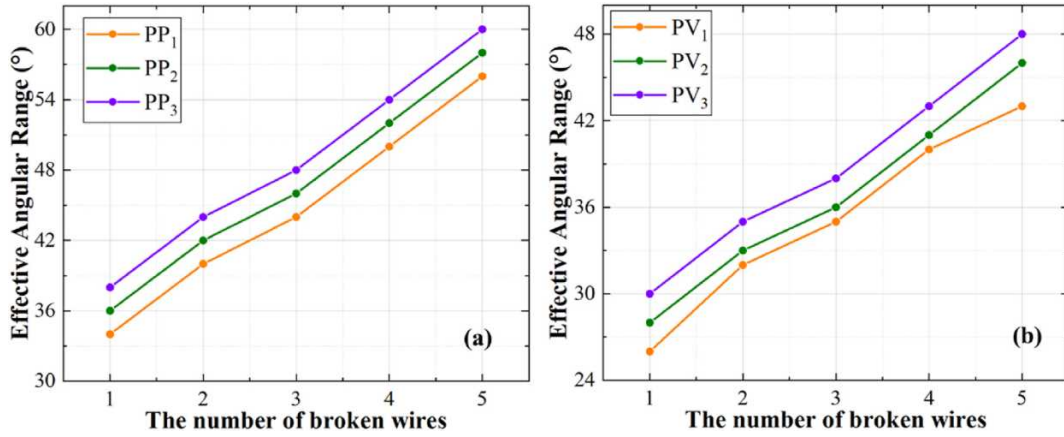 Effective Angular Range (°)
60
54
48
42
36
30
PP₁
PP₂
PP₃
(a)
1 2 3 4 5
The number of broken wires
Effective Angular Range (°)
48
42
36
30
24
PV₁
PV₂
PV₃
(b)
1 2 3 4 5
The number of broken wires